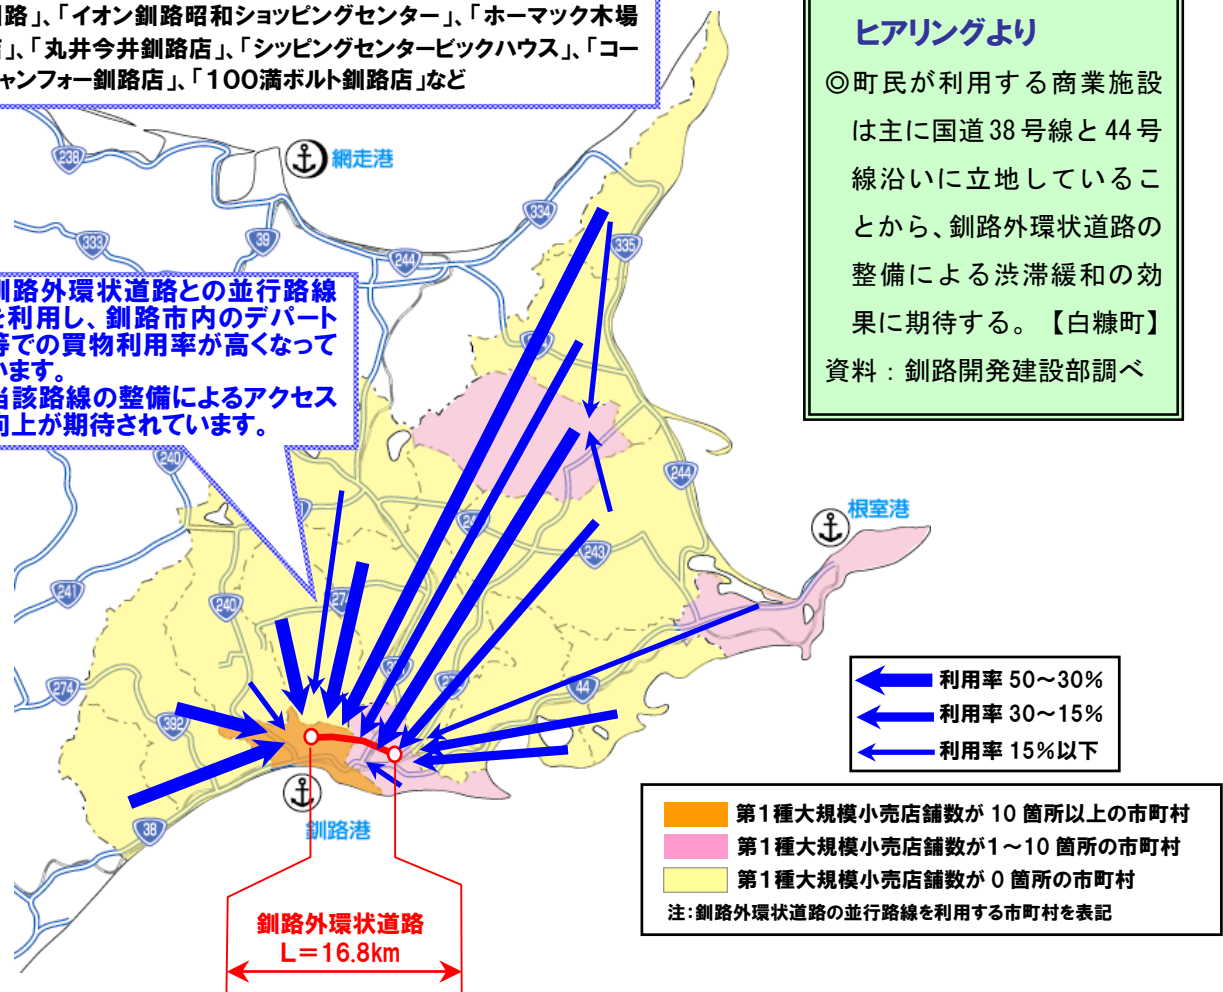 路」、「イオン釧路昭和ショッピングセンター」、「ホーマック木場
店」、「丸井今井釧路店」、「シッピングセンタービックハウス」、「コー
チャンフォー釧路店」、「100満ボルト釧路店」など
ヒアリングより
◎町民が利用する商業施設
は主に国道38号線と44号
線沿いに立地しているこ
とから、釧路外環状道路の
整備による渋滞緩和の効
果に期待する。【白糠町】
資料：釧路開発建設部調べ
網走港
238
334
39
333
244
335
釧路外環状道路との並行路線
を利用し、釧路市内のデパート
等での買物利用率が高くなって
います。
当該路線の整備によるアクセス
向上が期待されています。
240
244
根室港
243
241
240
274
392
44
38
釧路港
釧路外環状道路
L＝16.8km
利用率 50～30%
利用率 30～15%
利用率 15%以下
第1種大規模小売店舗数が 10 箇所以上の市町村
第1種大規模小売店舗数が1～10 箇所の市町村
第1種大規模小売店舗数が 0 箇所の市町村
注：釧路外環状道路の並行路線を利用する市町村を表記